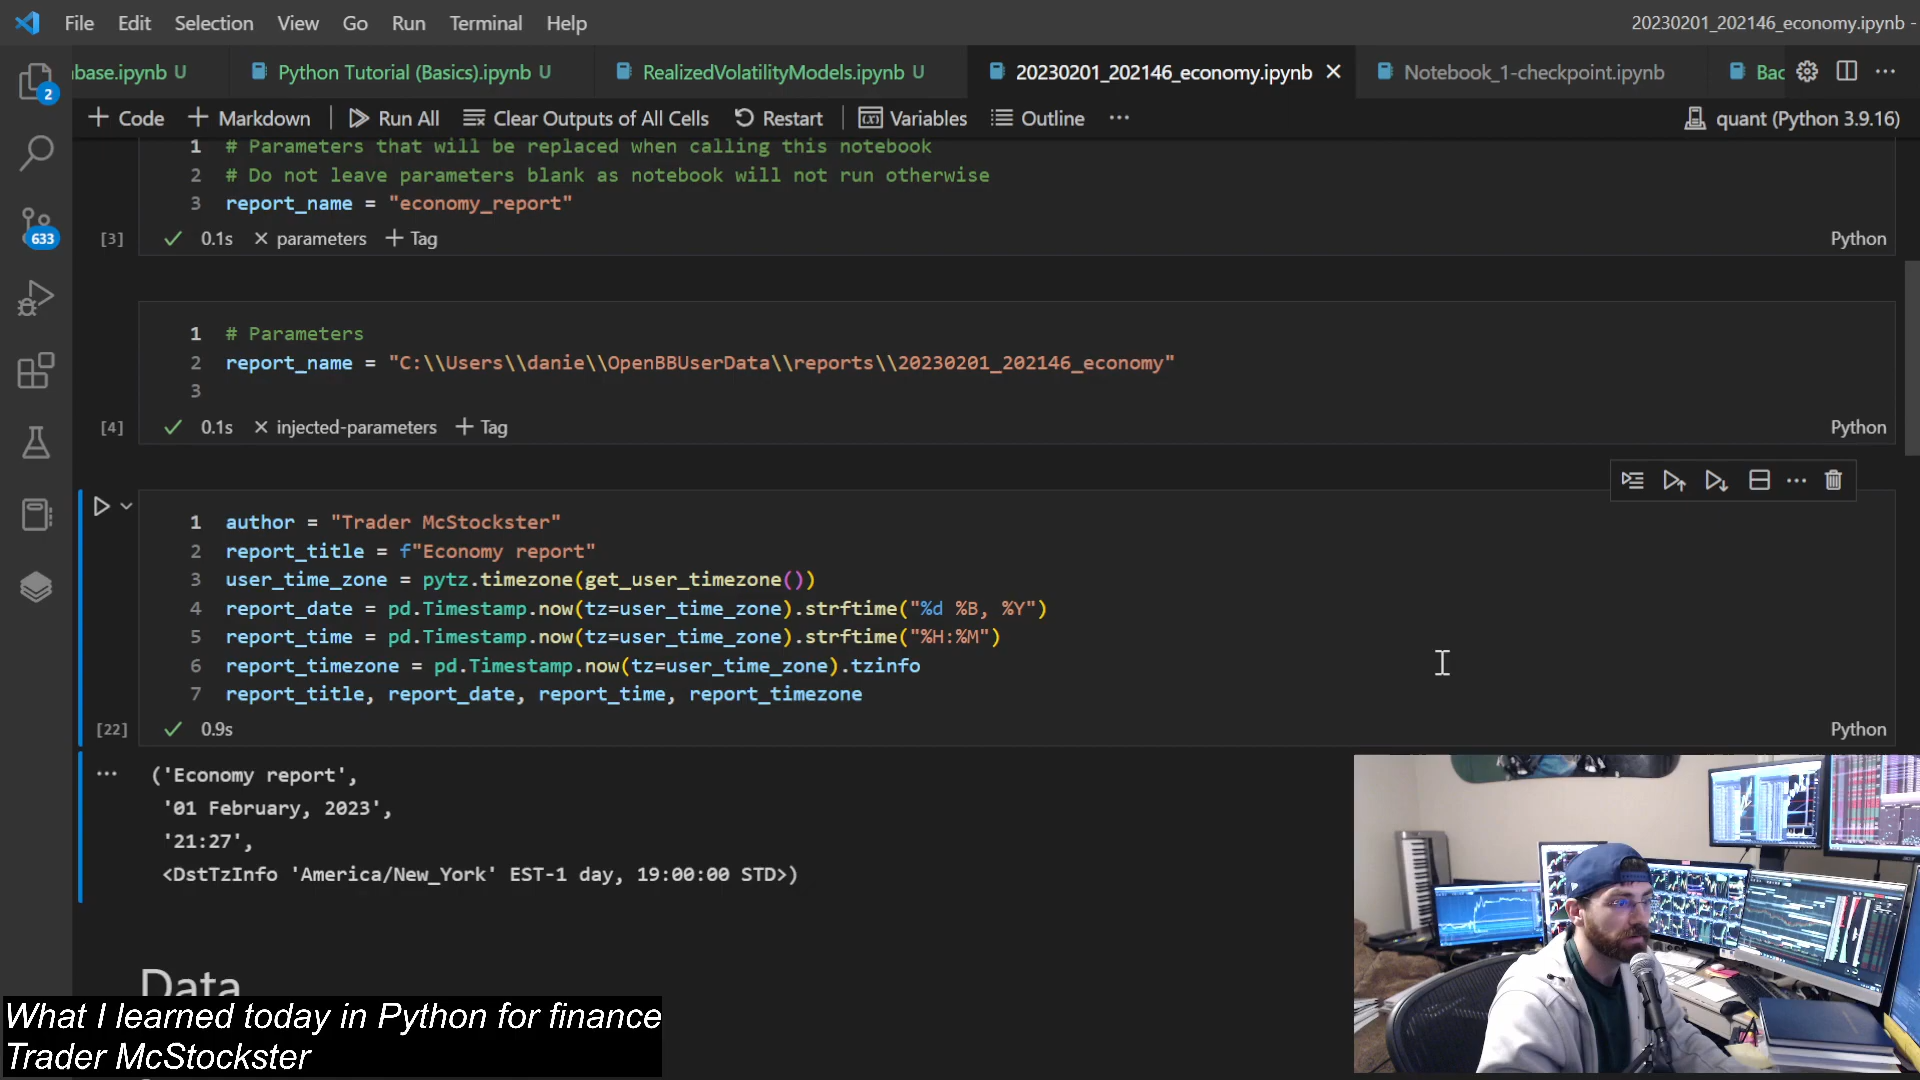 File Edit Selection View Go Run Terminal Help
20230201_202146_economy.ipynb -
base.ipynb U
Python Tutorial (Basics).ipynb U
RealizedVolatilityModels.ipynb U
20230201_202146_economy.ipynb
Notebook_1-checkpoint.ipynb
Bac
2
+ Code + Markdown Run All Clear Outputs of All Cells Restart Variables Outline ...
quant (Python 3.9.16)
633
1 # Parameters that will be replaced when calling this notebook
2 # Do not leave parameters blank as notebook will not run otherwise
3 report_name = "economy_report"
[3] 0.1s × parameters + Tag Python
1 # Parameters
2 report_name = "C:\\Users\\danie\\OpenBBUserData\\reports\\20230201_202146_economy"
3
[4] 0.1s × injected-parameters + Tag Python
1 author = "Trader McStockster"
2 report_title = f"Economy report"
3 user_time_zone = pytz.timezone(get_user_timezone())
4 report_date = pd.Timestamp.now(tz=user_time_zone).strftime("%d %B, %Y")
5 report_time = pd.Timestamp.now(tz=user_time_zone).strftime("%H:%M")
6 report_timezone = pd.Timestamp.now(tz=user_time_zone).tzinfo
7 report_title, report_date, report_time, report_timezone
[22] 0.9s Python
... ('Economy report',
'01 February, 2023',
'21:27',
<DstTzInfo 'America/New_York' EST-1 day, 19:00:00 STD>)
Data
What I learned today in Python for finance
Trader McStockster